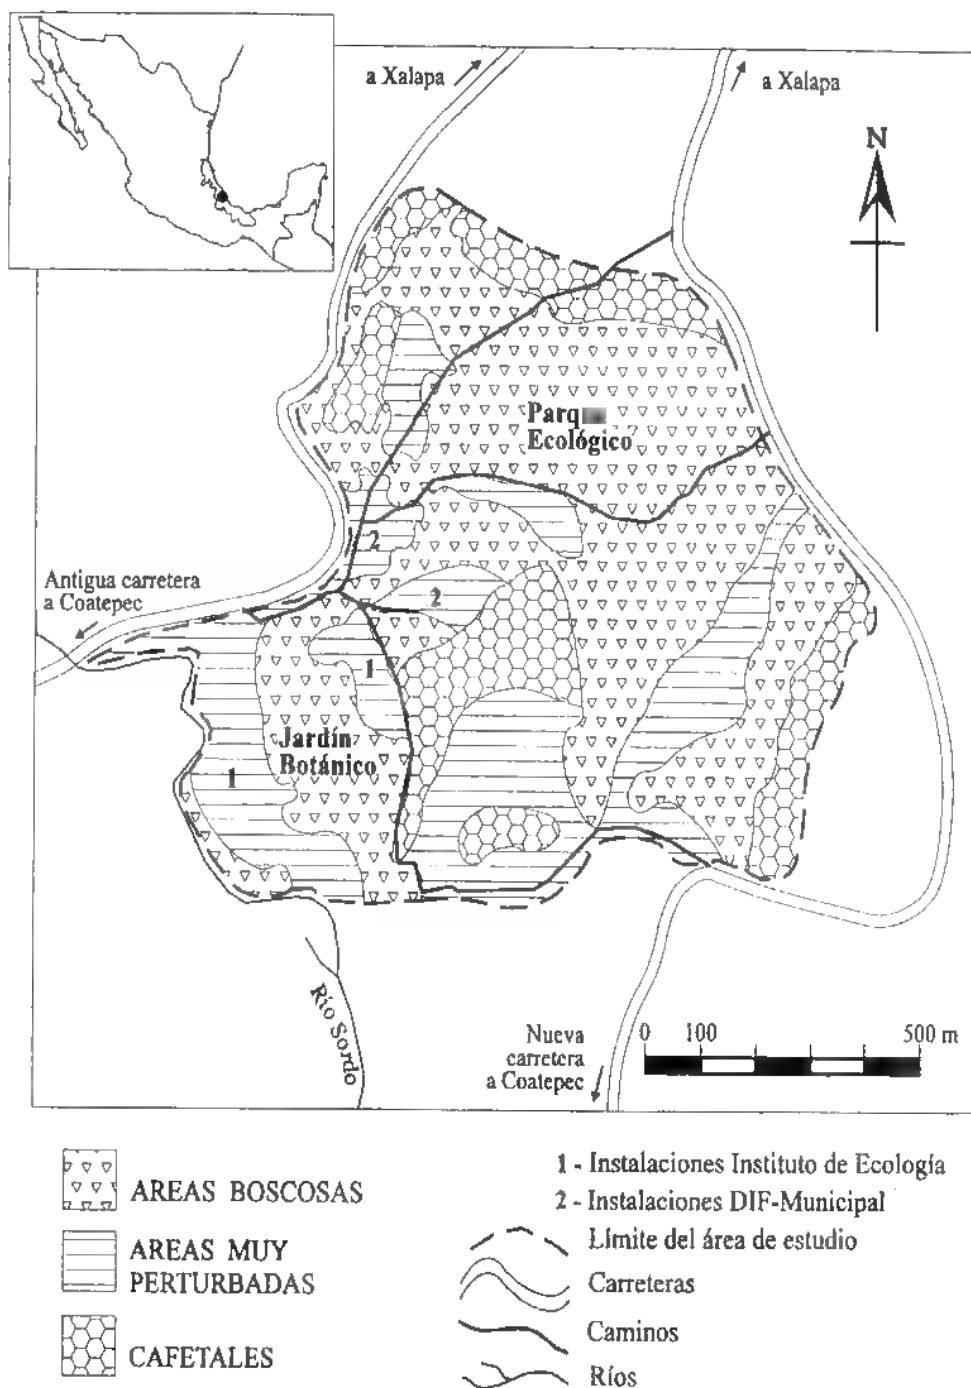 a Xalapa
a Xalapa
N
Parq
Ecológico
2
Antigua carretera
a Coatepec
2
1
Jardín
Botánico
1
Río Sordo
Nueva
carretera
a Coatepec
0 100 500 m
AREAS BOSCOSAS
AREAS MUY
PERTURBADAS
CAFETALES
1 - Instalaciones Instituto de Ecología
2 - Instalaciones DIF-Municipal
Límite del área de estudio
Carreteras
Caminos
Ríos